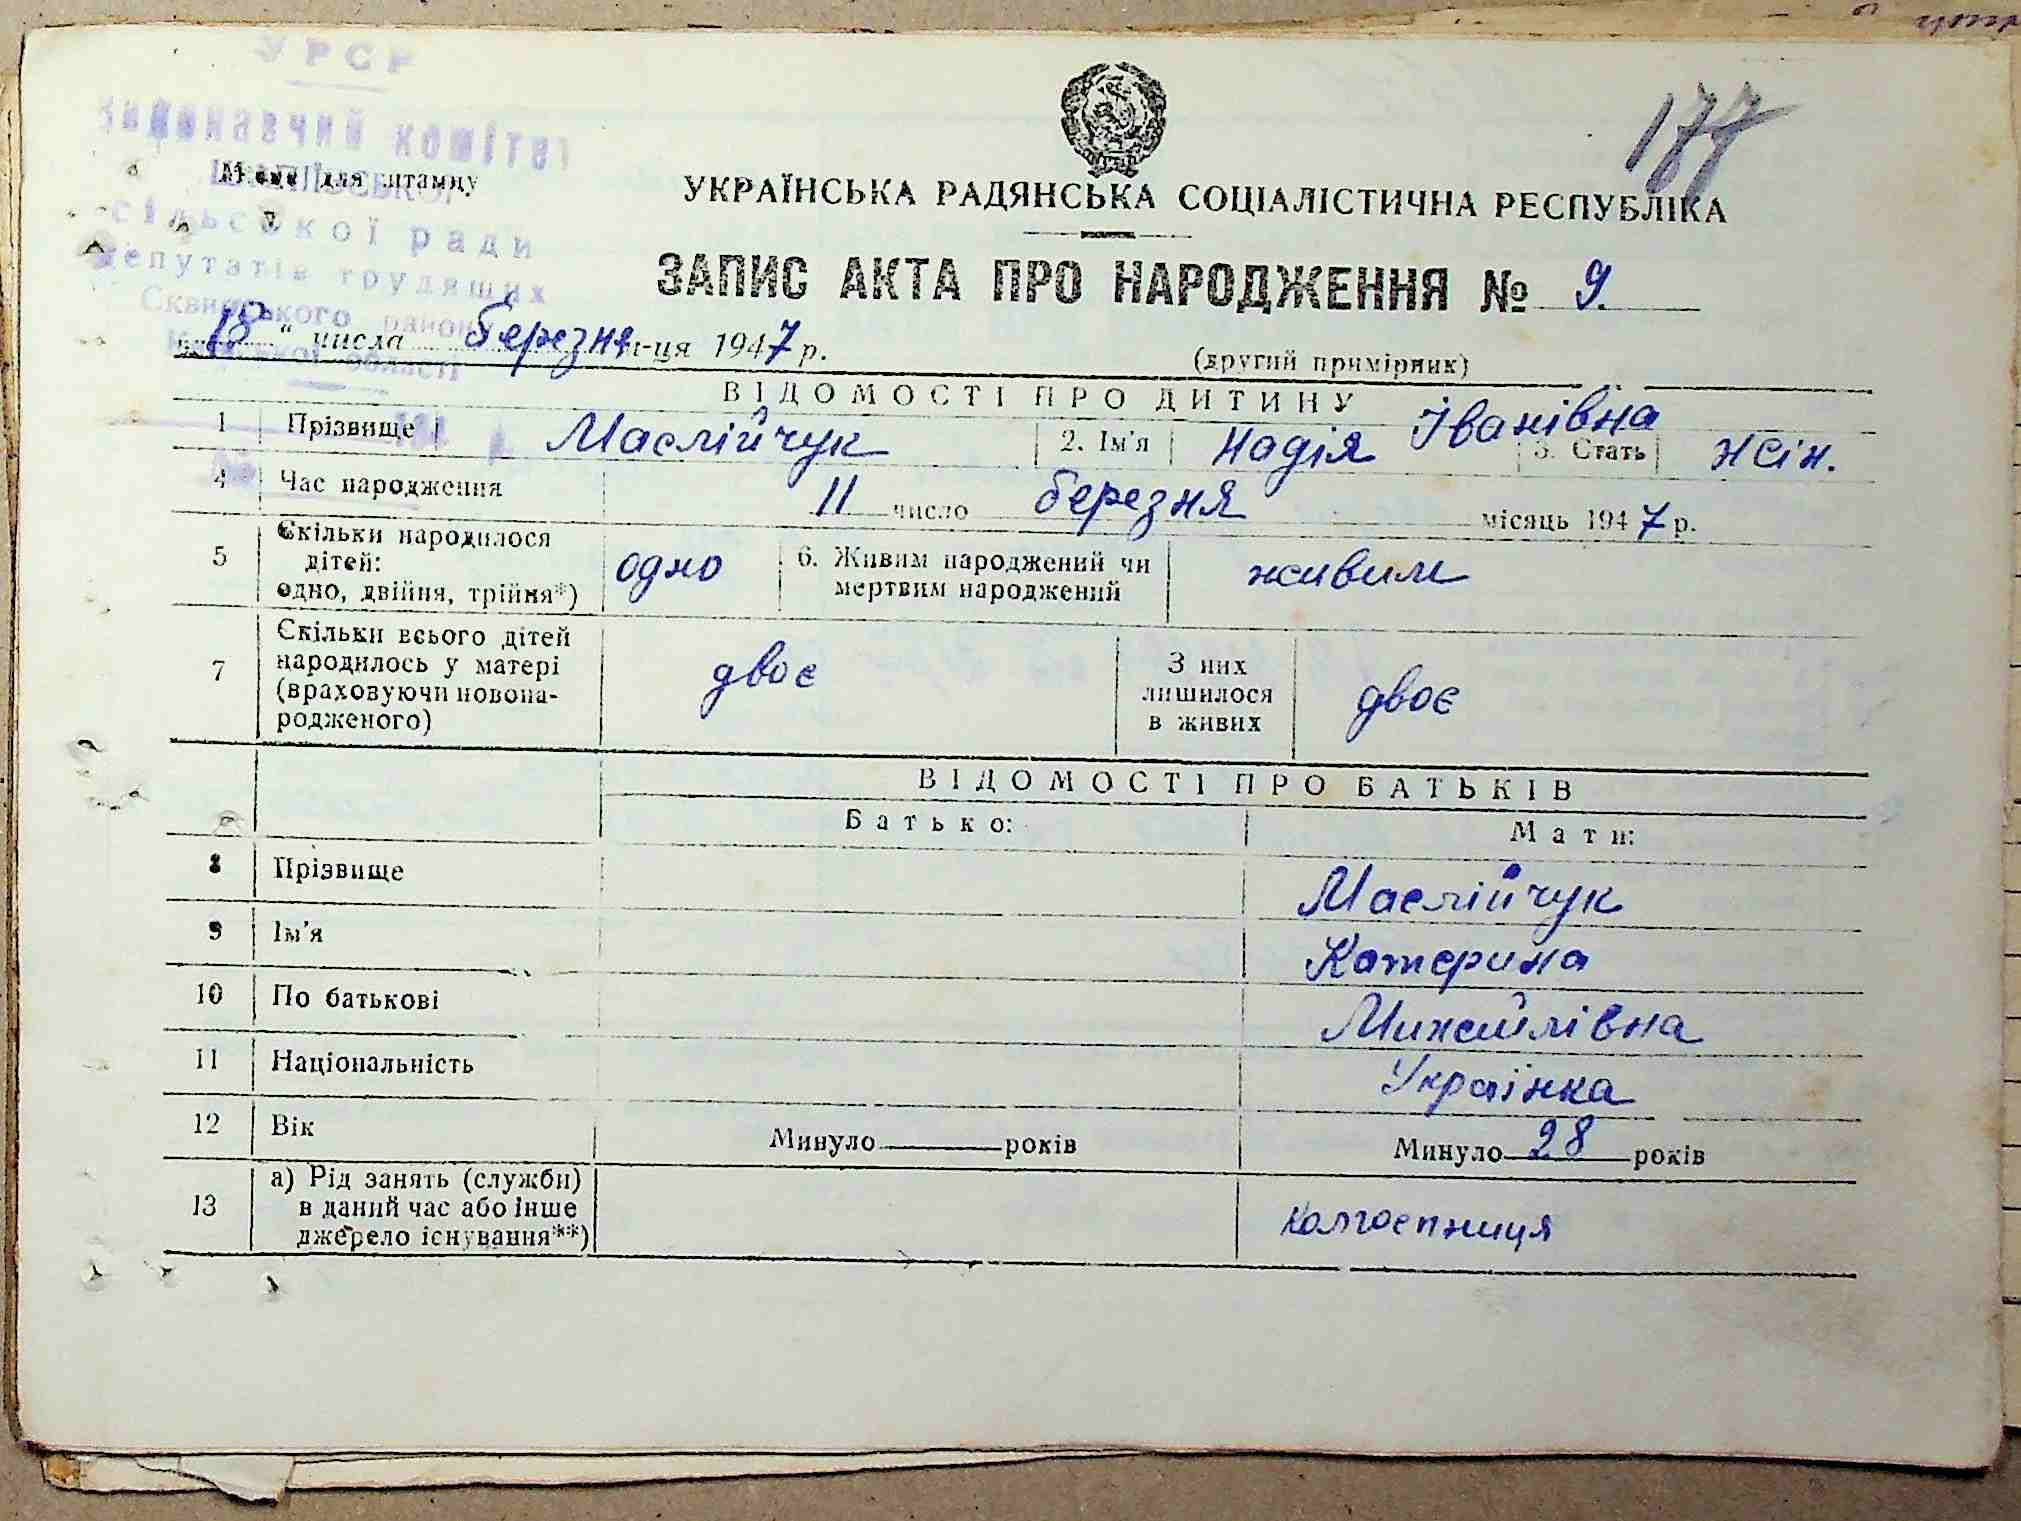 УРСР
Виконавчий комітет
Місце для штампу
сільської ради
депутатів трудящих
Сквирського району
Київської області
177
УКРАЇНСЬКА РАДЯНСЬКА СОЦІАЛІСТИЧНА РЕСПУБЛІКА
ЗАПИС АКТА ПРО НАРОДЖЕННЯ № 9.
„18“ числа березня м-ця 1947 р.
(другий примірник)
ВІДОМОСТІ ПРО ДИТИНУ
1 Прізвище Маслійчук 2. Ім'я Надія Іванівна 3. Стать жін.
4 Час народження 11 число березня місяць 1947 р.
5 Скільки народилося дітей: одно, двійня, трійня*) одно 6. Живим народжений чи мертвим народжений живим
7 Скільки всього дітей народилось у матері (враховуючи новонародженого) двоє З них лишилося в живих двоє
ВІДОМОСТІ ПРО БАТЬКІВ
Батько: Мати:
8 Прізвище Маслійчук
9 Ім'я Катерина
10 По батькові Михайлівна
11 Національність Українка
12 Вік Минуло років Минуло 28 років
13 а) Рід занять (служби) в даний час або інше джерело існування**) колгоспниця